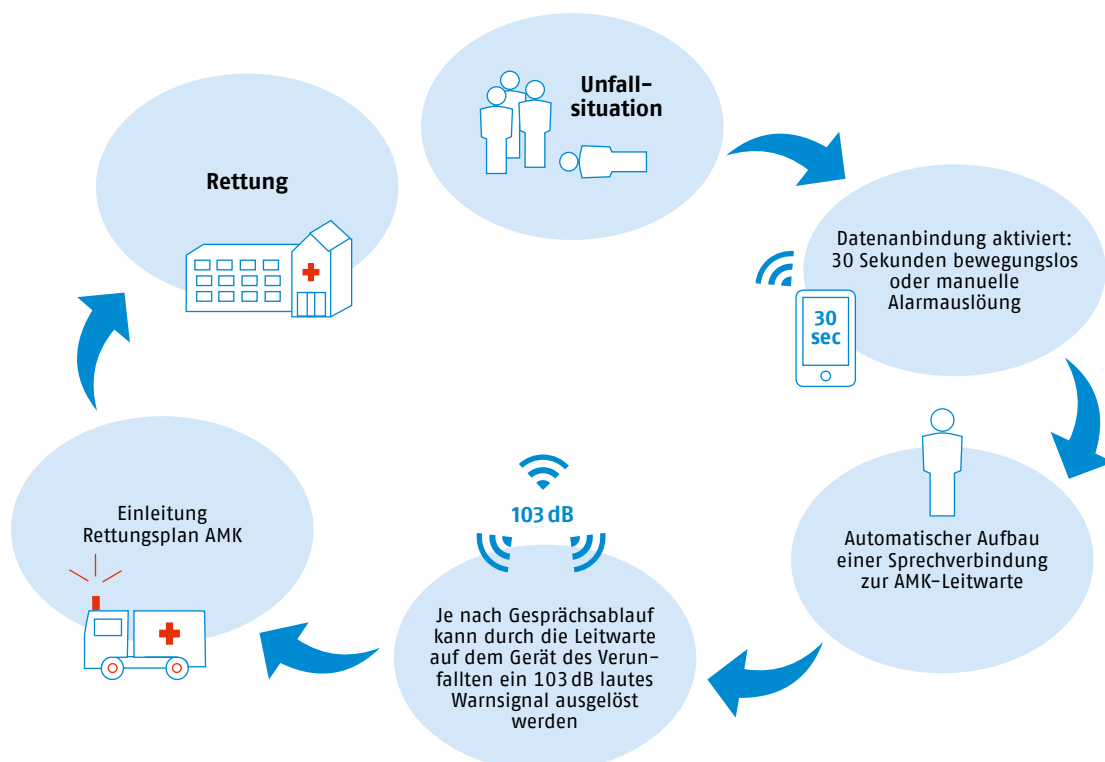 Unfall-
situation
Datenanbindung aktiviert:
30 Sekunden bewegungslos
oder manuelle
Alarmauslöung
30
sec
Automatischer Aufbau
einer Sprechverbindung
zur AMK-Leitwarte
103 dB
Je nach Gesprächsablauf
kann durch die Leitwarte
auf dem Gerät des Verun-
fallten ein 103 dB lautes
Warnsignal ausgelöst
werden
Einleitung
Rettungsplan AMK
Rettung